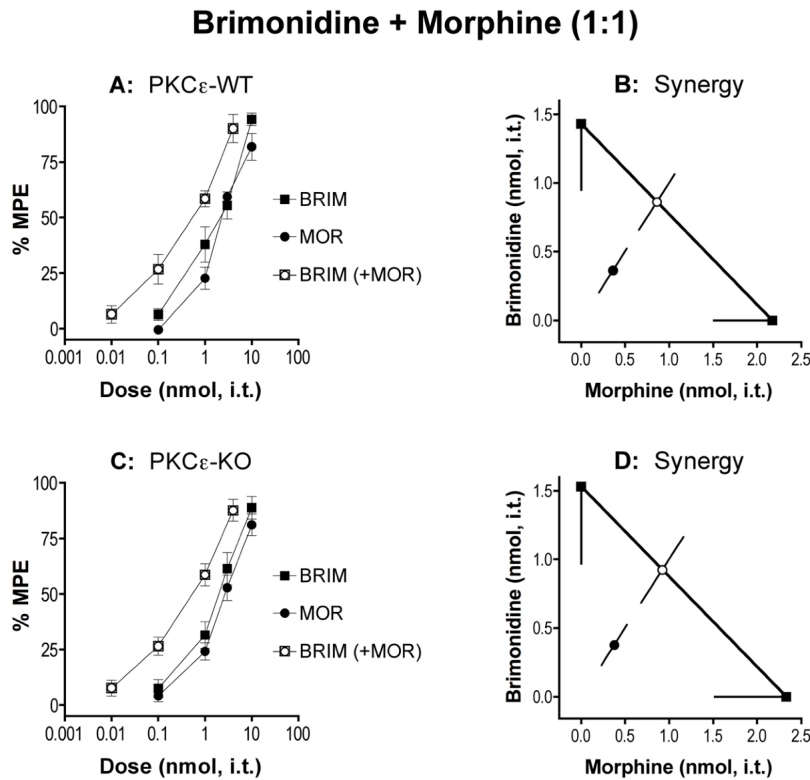 Brimonidine + Morphine (1:1)
A: PKCε-WT
% MPE
100
75
50
25
0
0.001 0.01 0.1 1 10 100
Dose (nmol, i.t.)
BRIM
MOR
BRIM (+MOR)
B: Synergy
Brimonidine (nmol, i.t.)
1.5
1.0
0.5
0.0
0.0 0.5 1.0 1.5 2.0 2.5
Morphine (nmol, i.t.)
C: PKCε-KO
% MPE
100
75
50
25
0
0.001 0.01 0.1 1 10 100
Dose (nmol, i.t.)
BRIM
MOR
BRIM (+MOR)
D: Synergy
Brimonidine (nmol, i.t.)
1.5
1.0
0.5
0.0
0.0 0.5 1.0 1.5 2.0 2.5
Morphine (nmol, i.t.)